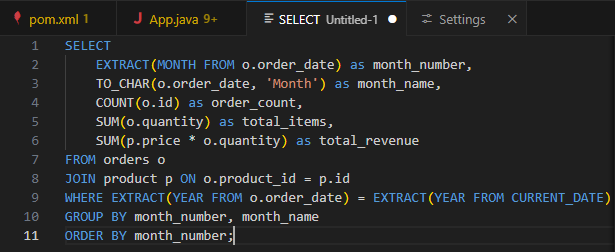 pom.xml 1 App.java 9+ SELECT Untitled-1 Settings
1 SELECT
2 EXTRACT(MONTH FROM o.order_date) as month_number,
3 TO_CHAR(o.order_date, 'Month') as month_name,
4 COUNT(o.id) as order_count,
5 SUM(o.quantity) as total_items,
6 SUM(p.price * o.quantity) as total_revenue
7 FROM orders o
8 JOIN product p ON o.product_id = p.id
9 WHERE EXTRACT(YEAR FROM o.order_date) = EXTRACT(YEAR FROM CURRENT_DATE)
10 GROUP BY month_number, month_name
11 ORDER BY month_number;